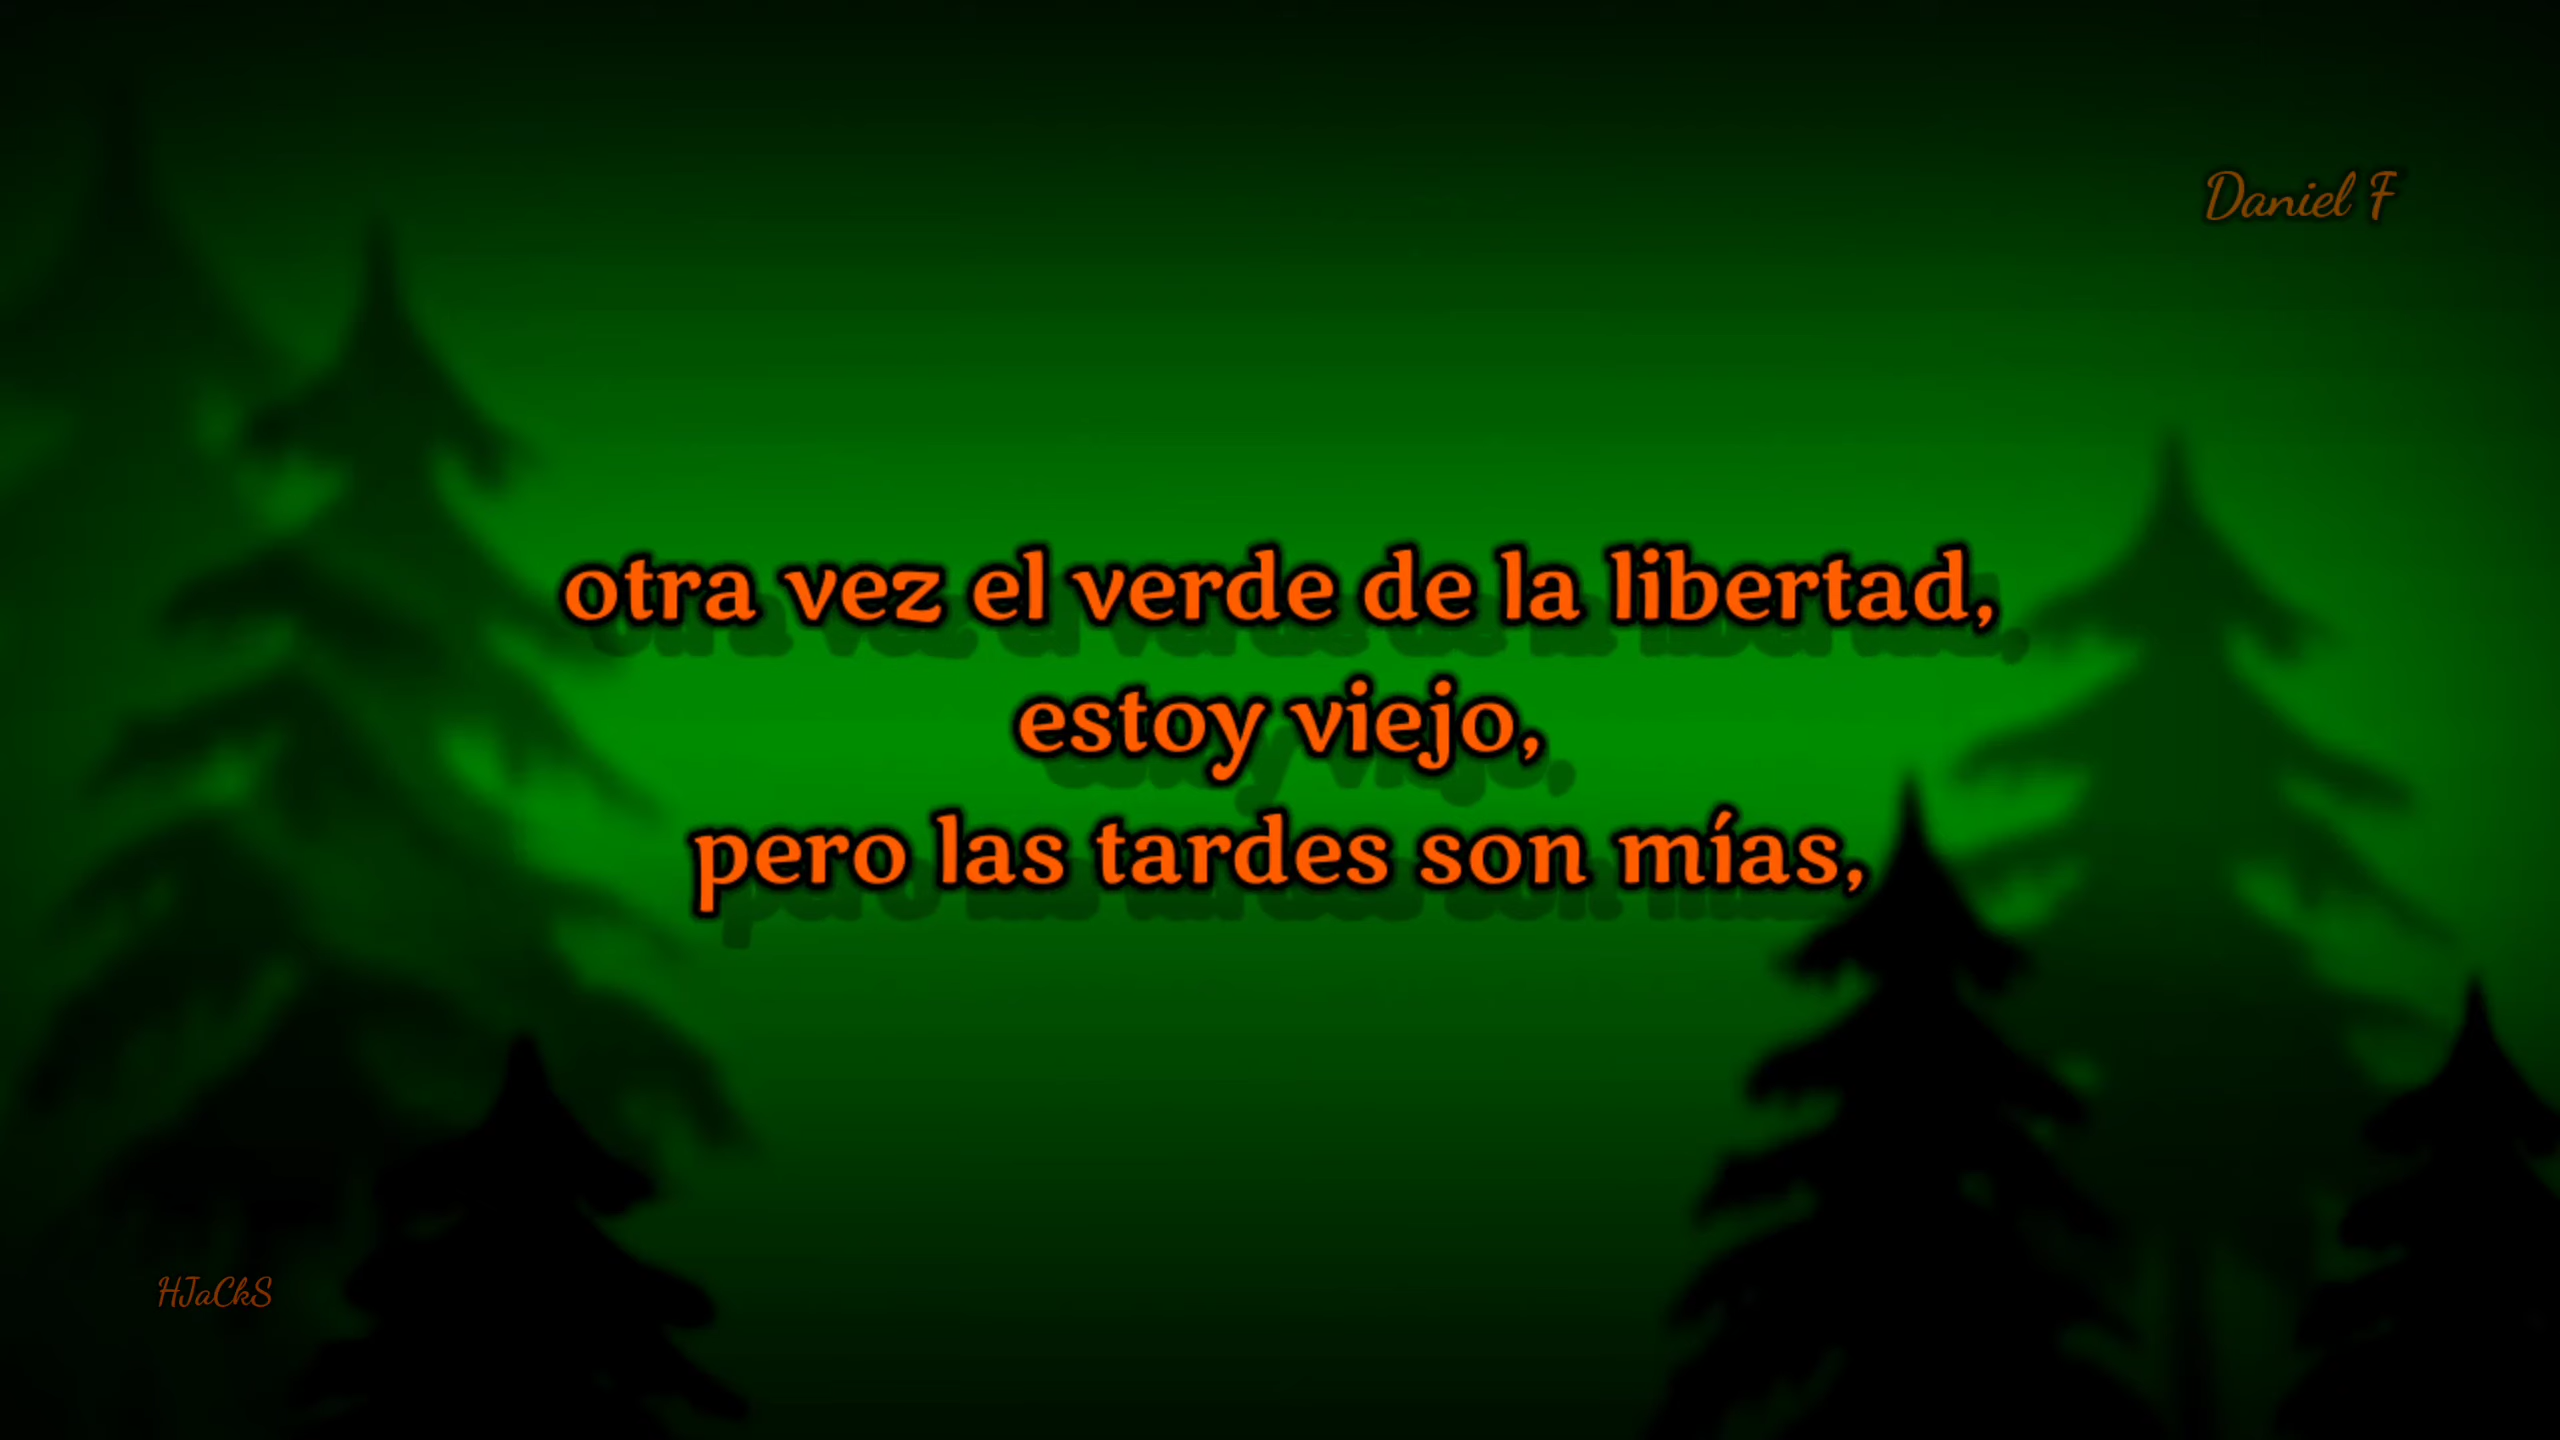 Daniel F
otra vez el verde de la libertad,
estoy viejo,
pero las tardes son mías,
HJaCkS